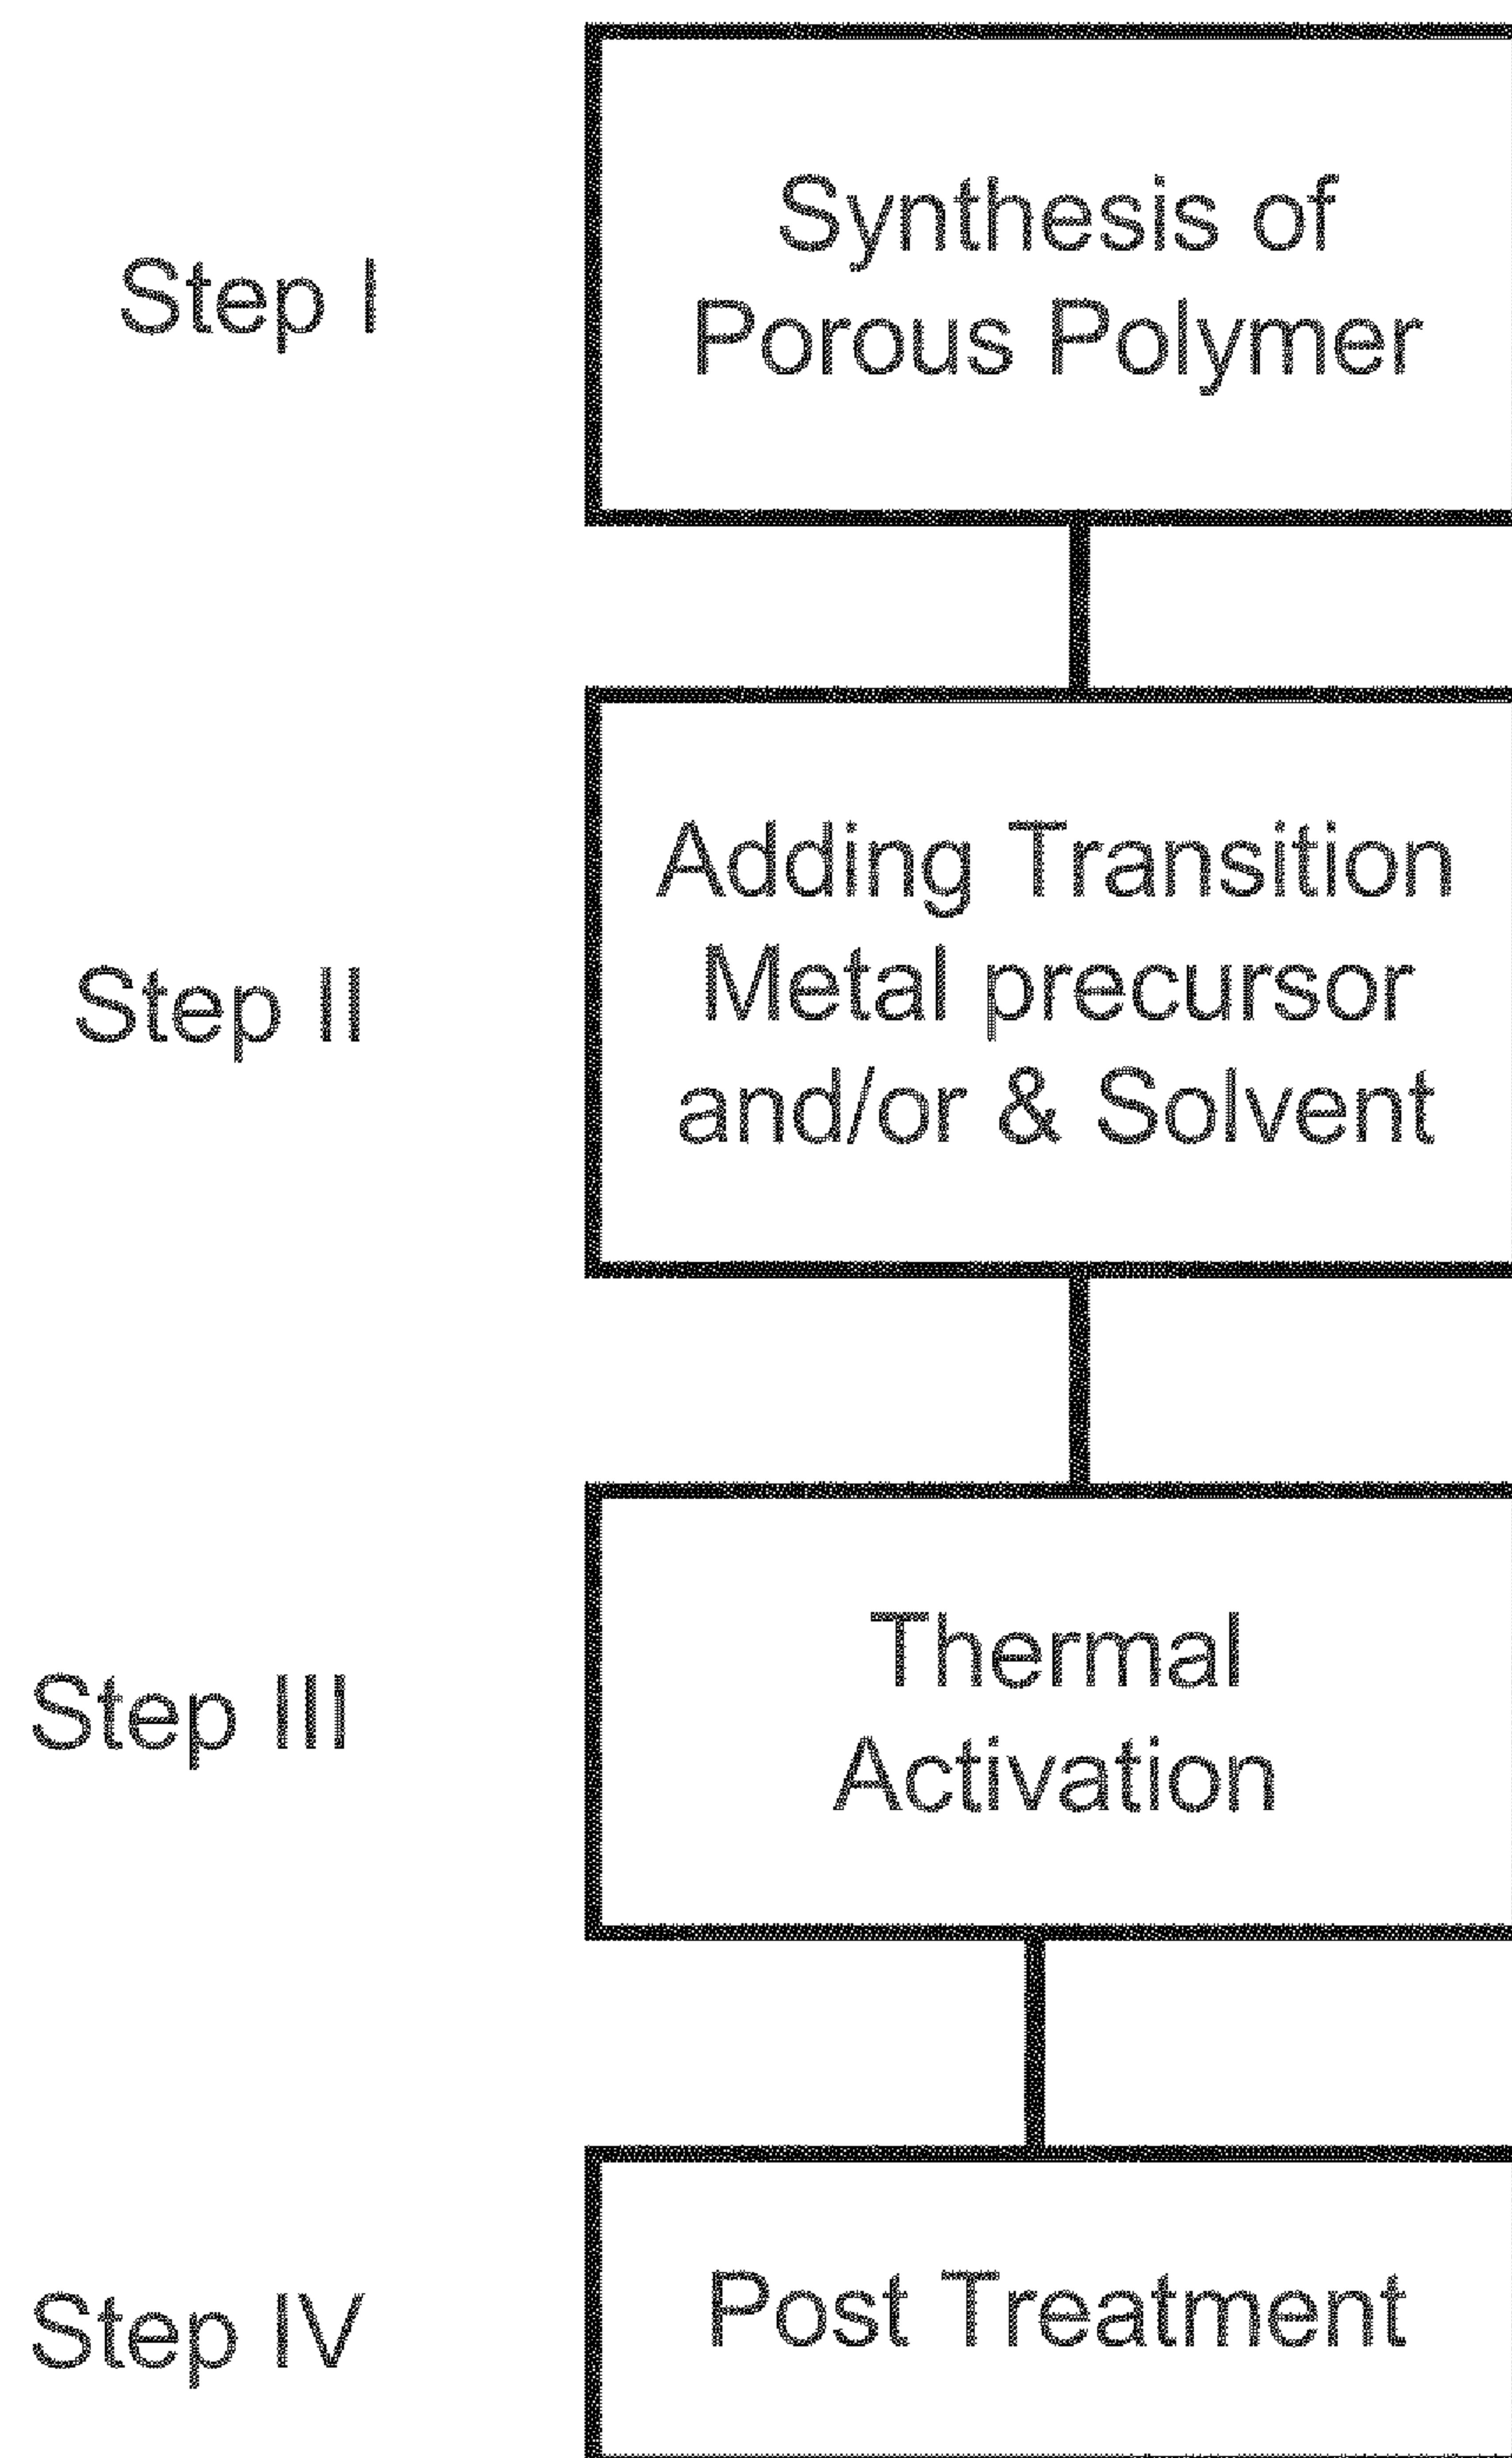 Step I
Synthesis of
Porous Polymer
Step II
Adding Transition
Metal precursor
and/or & Solvent
Step III
Thermal
Activation
Step IV
Post Treatment